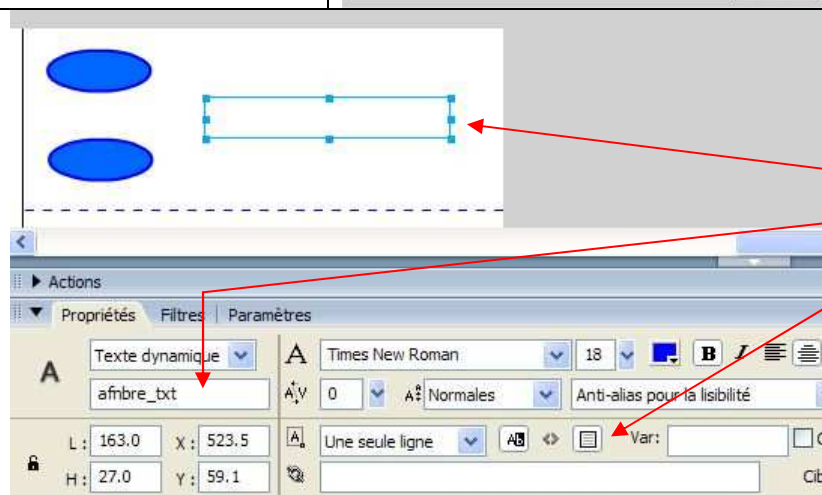 Actions
Propriétés Filtres Paramètres
A Texte dynamique A Times New Roman 18 B I
afnbre_txt A V 0 Normales Anti-alias pour la lisibilité
L : 163.0 X : 523.5 A Une seule ligne AB <> Var:
H : 27.0 Y : 59.1